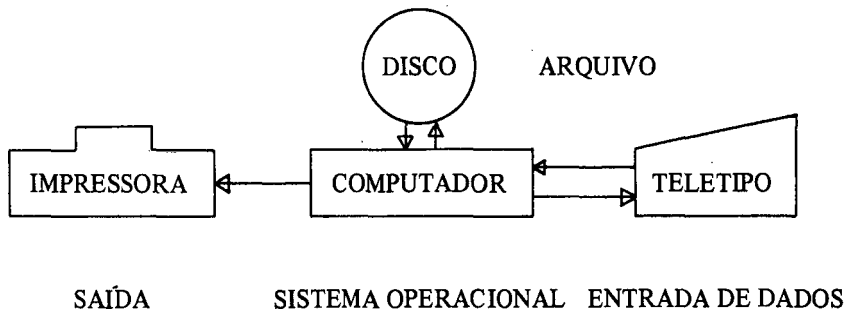 DISCO ARQUIVO
IMPRESSORA COMPUTADOR TELETIPO
SAÍDA SISTEMA OPERACIONAL ENTRADA DE DADOS